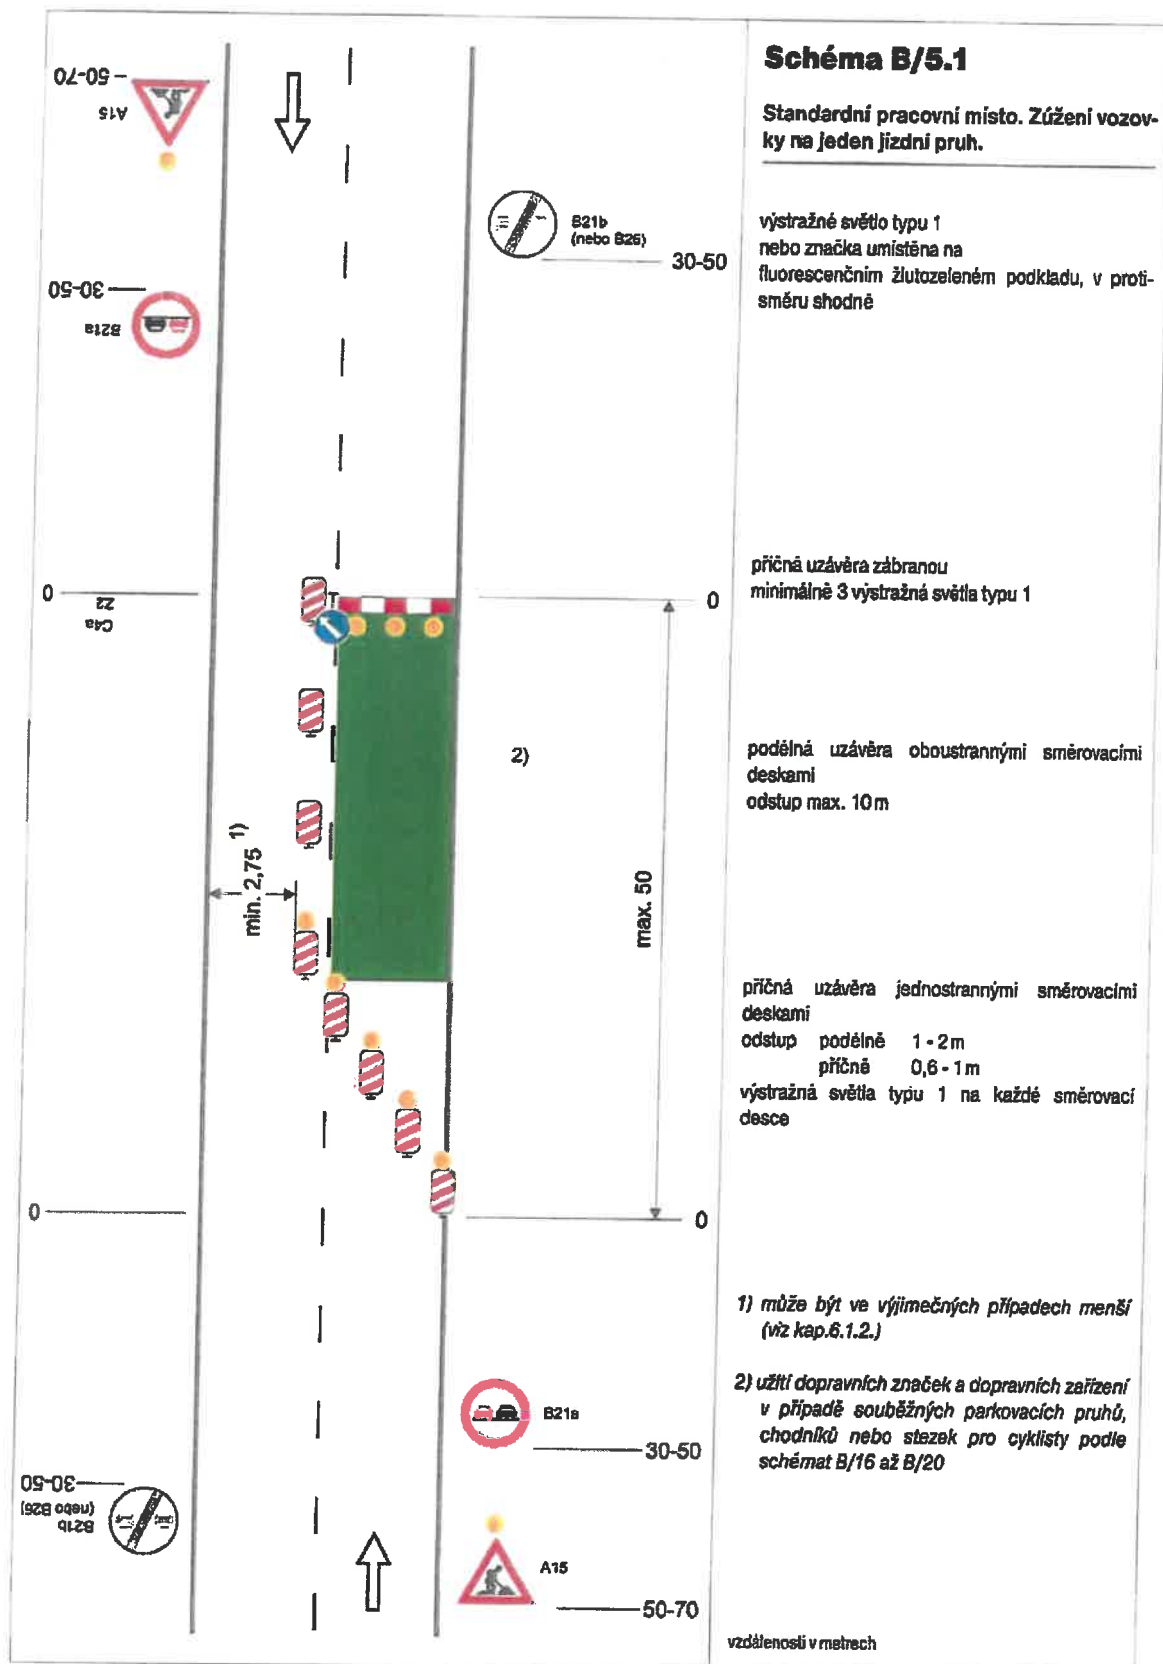 Schéma B/5.1
Standardní pracovní místo. Zúžení vozov-
ky na jeden jízdní pruh.
výstražné světlo typu 1
nebo značka umístěna na
fluorescenčním žlutozeleném podkladu, v proti-
směru shodně
příčná uzávěra zábranou
minimálně 3 výstražná světla typu 1
podélná uzávěra oboustrannými směrovacími
deskami
odstup max. 10 m
příčná uzávěra jednostrannými směrovacími
deskami
odstup podélně 1 - 2 m
příčně 0,6 - 1 m
výstražná světla typu 1 na každé směrovací
desce
1) může být ve výjimečných případech menší
(viz kap.6.1.2.)
2) užití dopravních značek a dopravních zařízení
v případě souběžných parkovacích pruhů,
chodníků nebo stezek pro cyklisty podle
schémat B/16 až B/20
vzdálenosti v metrech
50-70
A15
30-50
B21a
B21b
(nebo B26)
30-50
0
Z2
C4a
0
2)
min. 2,75 1)
max. 50
0
0
B21a
30-50
30-50
B21b
(nebo B26)
A15
50-70